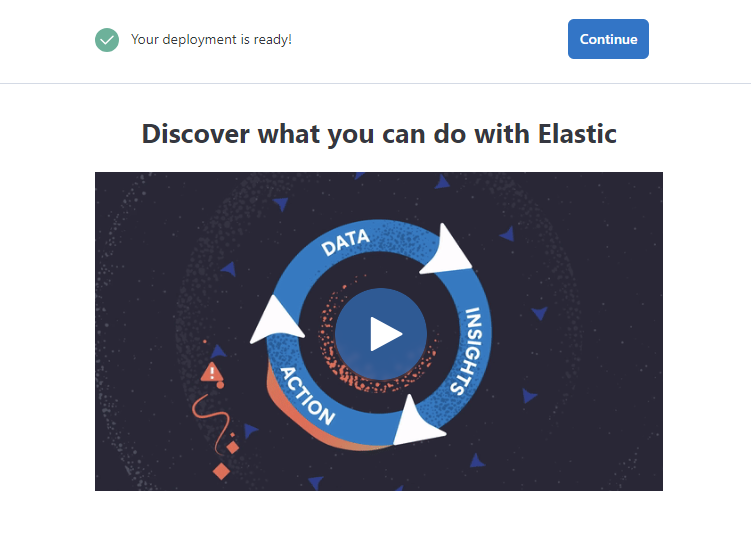 Your deployment is ready!
Continue
Discover what you can do with Elastic
DATA
INSIGHTS
ACTION